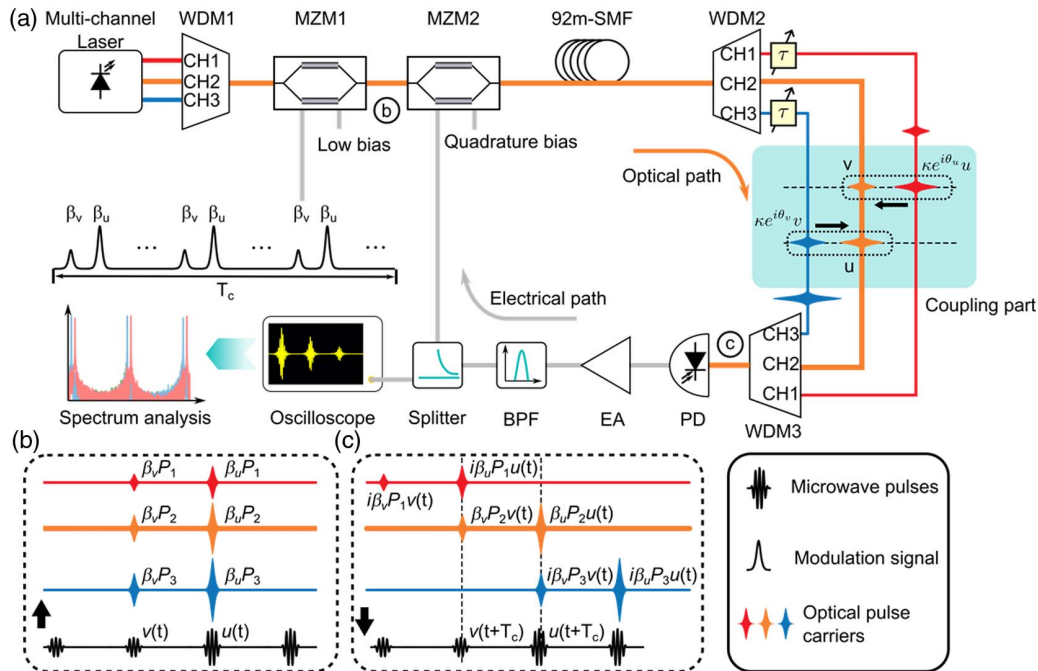 (a)
Multi-channel
Laser
WDM1
MZM1
MZM2
92m-SMF
WDM2
CH1
CH2
CH3
CH1
CH2
CH3
τ
τ
b
Low bias
Quadrature bias
Optical path
v
κe^{iθ_u}u
κe^{iθ_v}v
u
Coupling part
β_v β_u β_v β_u β_v β_u
... ... ...
T_c
Electrical path
c
CH3
CH2
CH1
WDM3
Spectrum analysis
Oscilloscope
Splitter
BPF
EA
PD
(b)
β_vP_1 β_uP_1
β_vP_2 β_uP_2
β_vP_3 β_uP_3
v(t) u(t)
(c)
iβ_uP_1u(t)
iβ_vP_1v(t)
β_vP_2v(t) β_uP_2u(t)
iβ_vP_3v(t) iβ_uP_3u(t)
v(t+T_c) u(t+T_c)
Microwave pulses
Modulation signal
Optical pulse
carriers